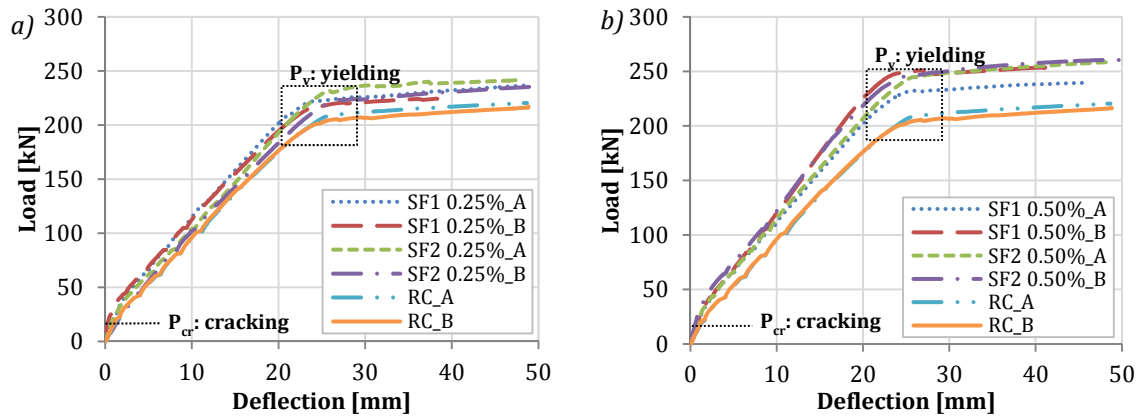 a)
300
250
200
150
100
50
0
Load [kN]
P_y: yielding
SF1 0.25%_A
SF1 0.25%_B
SF2 0.25%_A
SF2 0.25%_B
RC_A
RC_B
P_cr: cracking
0 10 20 30 40 50
Deflection [mm]
b)
300
250
200
150
100
50
0
Load [kN]
P_y: yielding
SF1 0.50%_A
SF1 0.50%_B
SF2 0.50%_A
SF2 0.50%_B
RC_A
RC_B
P_cr: cracking
0 10 20 30 40 50
Deflection [mm]